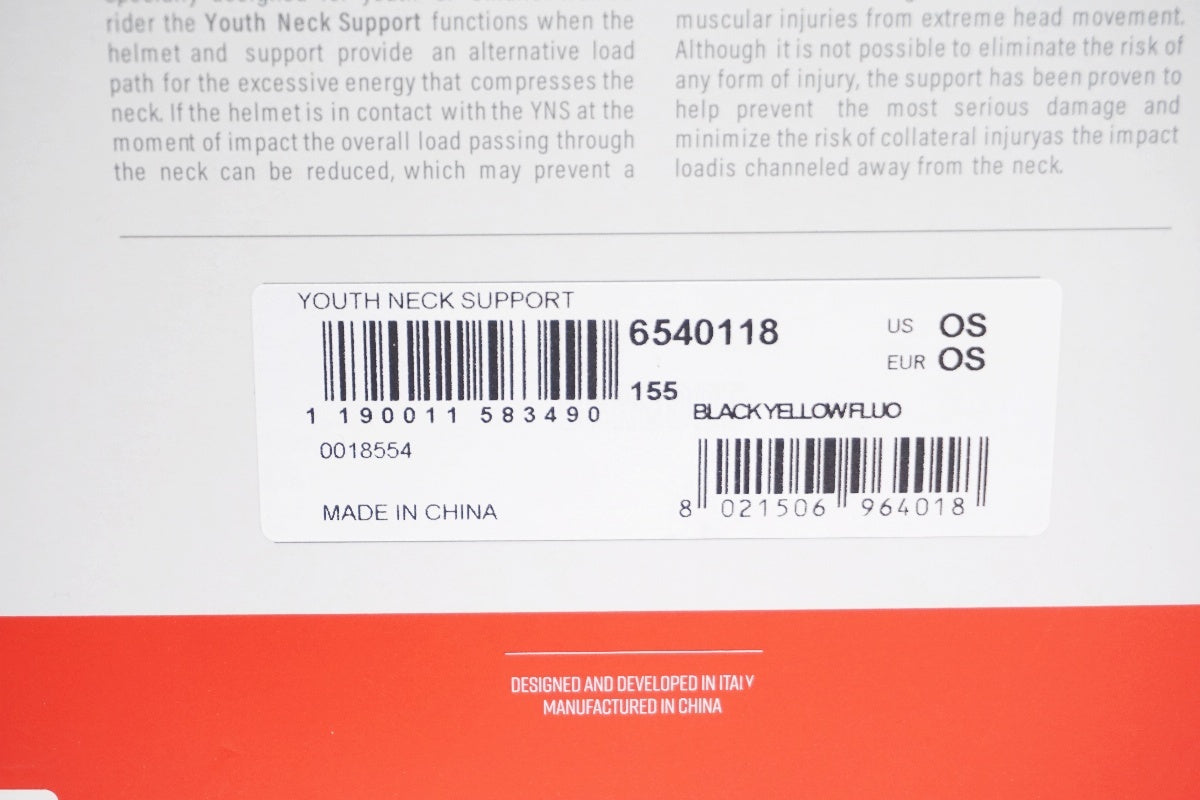 rider the Youth Neck Support functions when the
helmet and support provide an alternative load
path for the excessive energy that compresses the
neck. If the helmet is in contact with the YNS at the
moment of impact the overall load passing through
the neck can be reduced, which may prevent a
muscular injuries from extreme head movement.
Although it is not possible to eliminate the risk of
any form of injury, the support has been proven to
help prevent the most serious damage and
minimize the risk of collateral injuryas the impact
loadis channeled away from the neck.
YOUTH NECK SUPPORT
6540118
US OS
EUR OS
155
BLACK YELLOW FLUO
1 190011 583490
0018554
8 021506 964018
MADE IN CHINA
DESIGNED AND DEVELOPED IN ITALY
MANUFACTURED IN CHINA